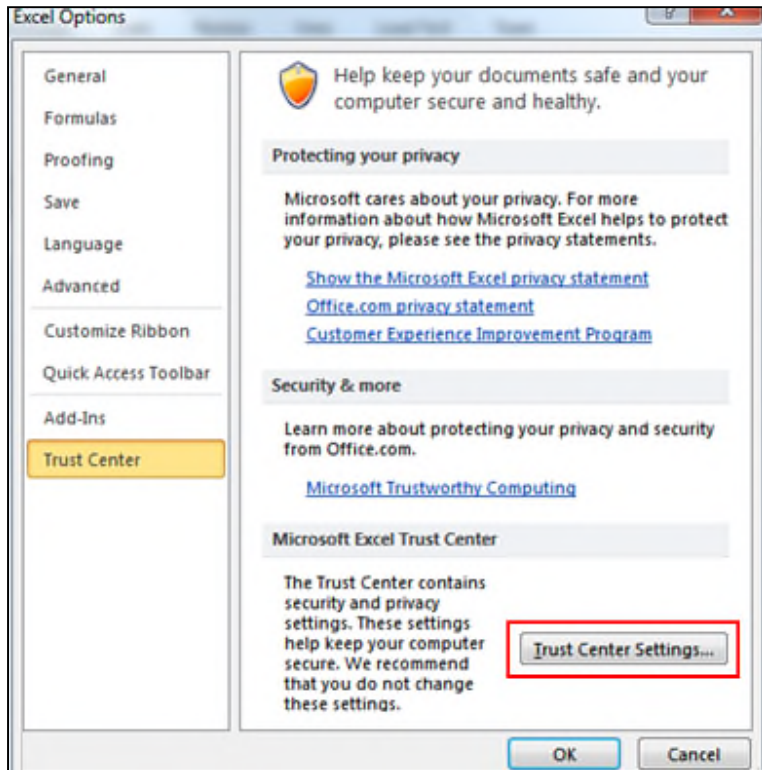 Excel Options
General
Formulas
Proofing
Save
Language
Advanced
Customize Ribbon
Quick Access Toolbar
Add-Ins
Trust Center
Help keep your documents safe and your
computer secure and healthy.
Protecting your privacy
Microsoft cares about your privacy. For more
information about how Microsoft Excel helps to protect
your privacy, please see the privacy statements.
Show the Microsoft Excel privacy statement
Office.com privacy statement
Customer Experience Improvement Program
Security & more
Learn more about protecting your privacy and security
from Office.com.
Microsoft Trustworthy Computing
Microsoft Excel Trust Center
The Trust Center contains
security and privacy
settings. These settings
help keep your computer
secure. We recommend
that you do not change
these settings.
Trust Center Settings...
OK
Cancel